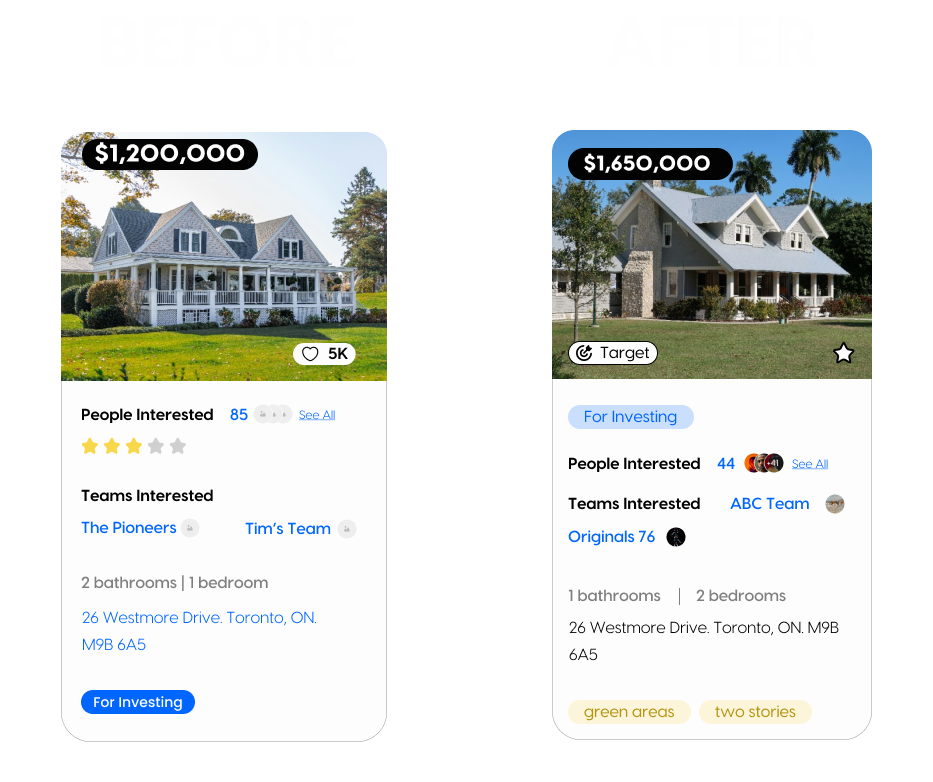 BEFORE
AFTER
$1,200,000
5K
People Interested 85 See All
Teams Interested
The Pioneers Tim's Team
2 bathrooms | 1 bedroom
26 Westmore Drive. Toronto, ON.
M9B 6A5
For Investing
$1,650,000
Target
For Investing
People Interested 44 +41 See All
Teams Interested ABC Team
Originals 76
1 bathrooms | 2 bedrooms
26 Westmore Drive. Toronto, ON. M9B
6A5
green areas two stories